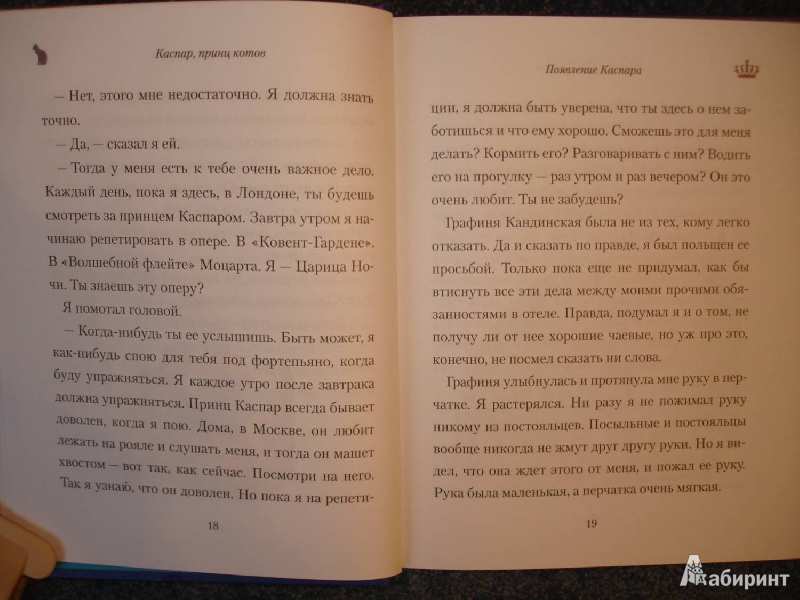 Каспар, принц котов
— Нет, этого мне недостаточно. Я должна знать
точно.
— Да, — сказал я ей.
— Тогда у меня есть к тебе очень важное дело.
Каждый день, пока я здесь, в Лондоне, ты будешь
смотреть за принцем Каспаром. Завтра утром я на-
чинаю репетировать в опере. В «Ковент-Гардене».
В «Волшебной флейте» Моцарта. Я — Царица Но-
чи. Ты знаешь эту оперу?
Я помотал головой.
— Когда-нибудь ты ее услышишь. Быть может, я
как-нибудь спою для тебя под фортепьяно, когда
буду упражняться. Я каждое утро после завтрака
должна упражняться. Принц Каспар всегда бывает
доволен, когда я пою. Дома, в Москве, он любит
лежать на рояле и слушать меня, и тогда он машет
хвостом — вот так, как сейчас. Посмотри на него.
Так я узнаю, что он доволен. Но пока я на репети-
18
Появление Каспара
ции, я должна быть уверена, что ты здесь о нем за-
ботишься и что ему хорошо. Сможешь это для меня
делать? Кормить его? Разговаривать с ним? Водить
его на прогулку — раз утром и раз вечером? Он это
очень любит. Ты не забудешь?
Графиня Кандинская была не из тех, кому легко
отказать. Да и сказать по правде, я был польщен ее
просьбой. Только пока еще не придумал, как бы
втиснуть все эти дела между моими прочими обя-
занностями в отеле. Правда, подумал я и о том, не
получу ли от нее хорошие чаевые, но уж про это,
конечно, не посмел сказать ни слова.
Графиня улыбнулась и протянула мне руку в пер-
чатке. Я растерялся. Ни разу я не пожимал руку
никому из постояльцев. Посыльные и постояльцы
вообще никогда не жмут друг другу руки. Но я ви-
дел, что она ждет этого от меня, и пожал ее руку.
Рука была маленькая, а перчатка очень мягкая.
19
Лабиринт